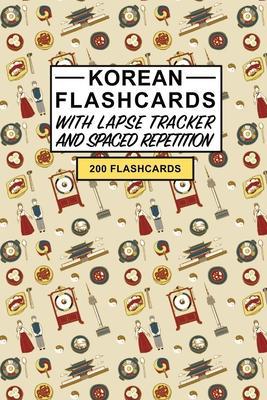 KOREAN
FLASHCARDS
WITH LAPSE TRACKER
AND SPACED REPETITION
200 FLASHCARDS